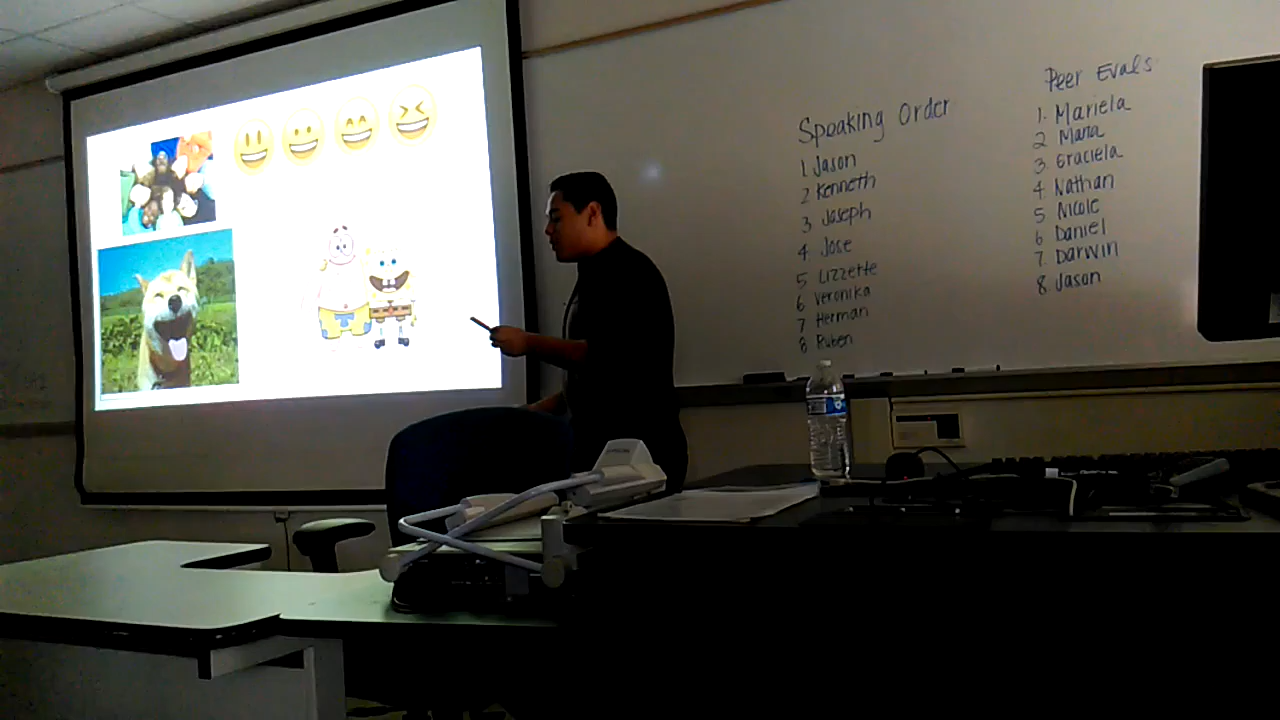 Speaking Order
1 Jason
2 Kenneth
3 Joseph
4 Jose
5 Lizzette
6 Veronika
7 Herman
8 Ruben
Peer Evals
1. Mariela
2 Maria
3 Graciela
4 Nathan
5 Nicole
6 Daniel
7. Darwin
8. Jason